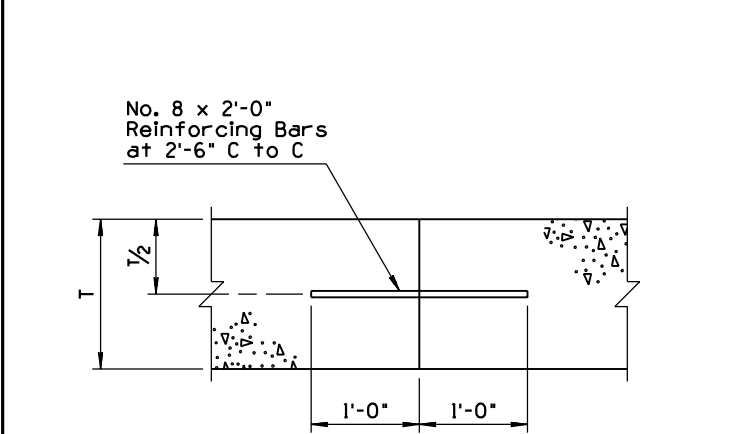 No. 8 x 2'-0"
Reinforcing Bars
at 2'-6" C to C
T/2
T
1'-0"
1'-0"